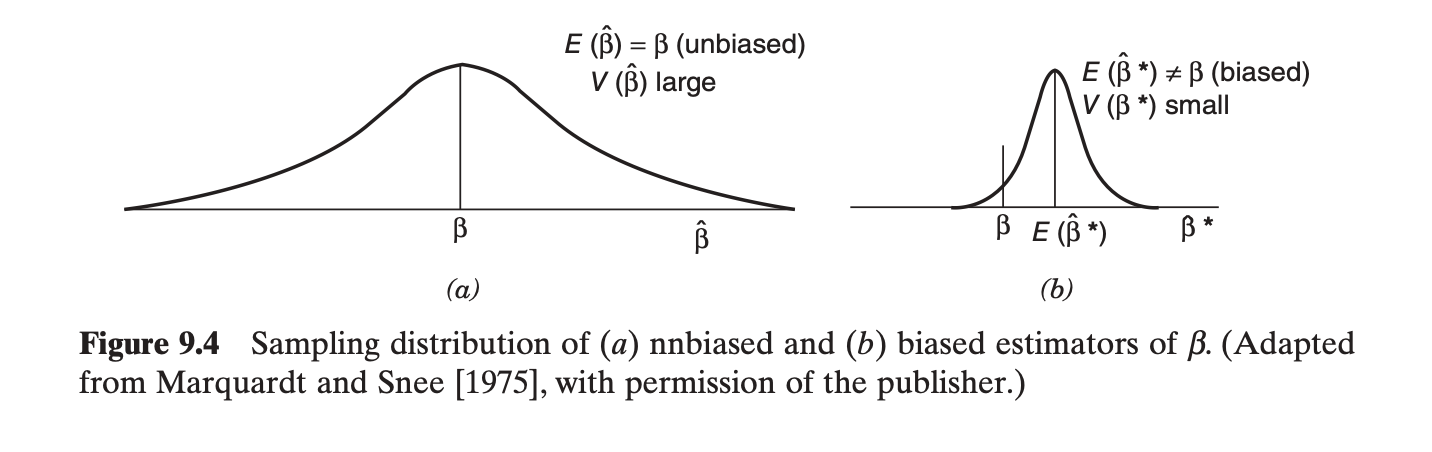 E (β̂) = β (unbiased)
V (β̂) large
β
β̂
(a)
E (β̂ *) ≠ β (biased)
V (β *) small
β
E (β̂ *)
β *
(b)
Figure 9.4 Sampling distribution of (a) nnbiased and (b) biased estimators of β. (Adapted
from Marquardt and Snee [1975], with permission of the publisher.)